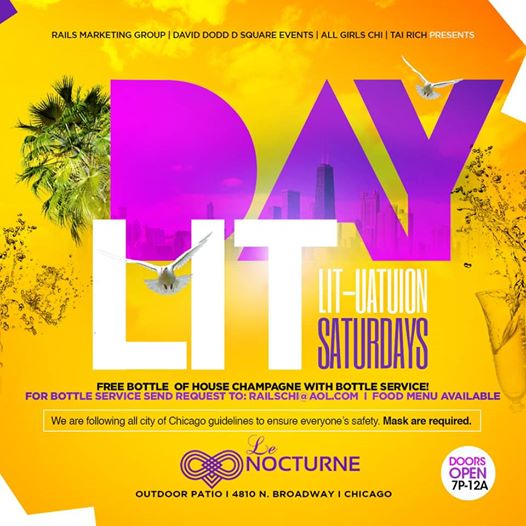 RAILS MARKETING GROUP | DAVID DODD D SQUARE EVENTS | ALL GIRLS CHI | TAI RICH PRESENTS
DAY
LIT
LIT-UATUION
SATURDAYS
FREE BOTTLE OF HOUSE CHAMPAGNE WITH BOTTLE SERVICE!
FOR BOTTLE SERVICE SEND REQUEST TO: RAILSCHI@AOL.COM I FOOD MENU AVAILABLE
We are following all city of Chicago guidelines to ensure everyone's safety. Mask are required.
Le
NOCTURNE
OUTDOOR PATIO I 4810 N. BROADWAY I CHICAGO
DOORS
OPEN
7P-12A